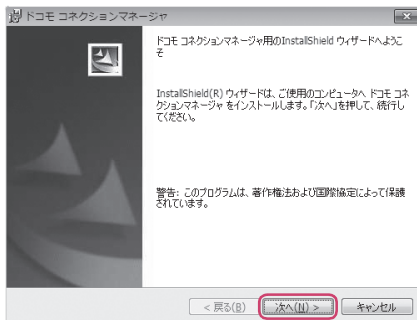 ドコモ コネクションマネージャ
ドコモ コネクションマネージャ用のInstallShield ウィザードへようこ
そ
InstallShield(R) ウィザードは、ご使用のコンピュータへ ドコモ コネ
クションマネージャ をインストールします。「次へ」を押して、続行し
てください。
警告: このプログラムは、著作権法および国際協定によって保護
されています。
< 戻る(B)
次へ(N) >
キャンセル